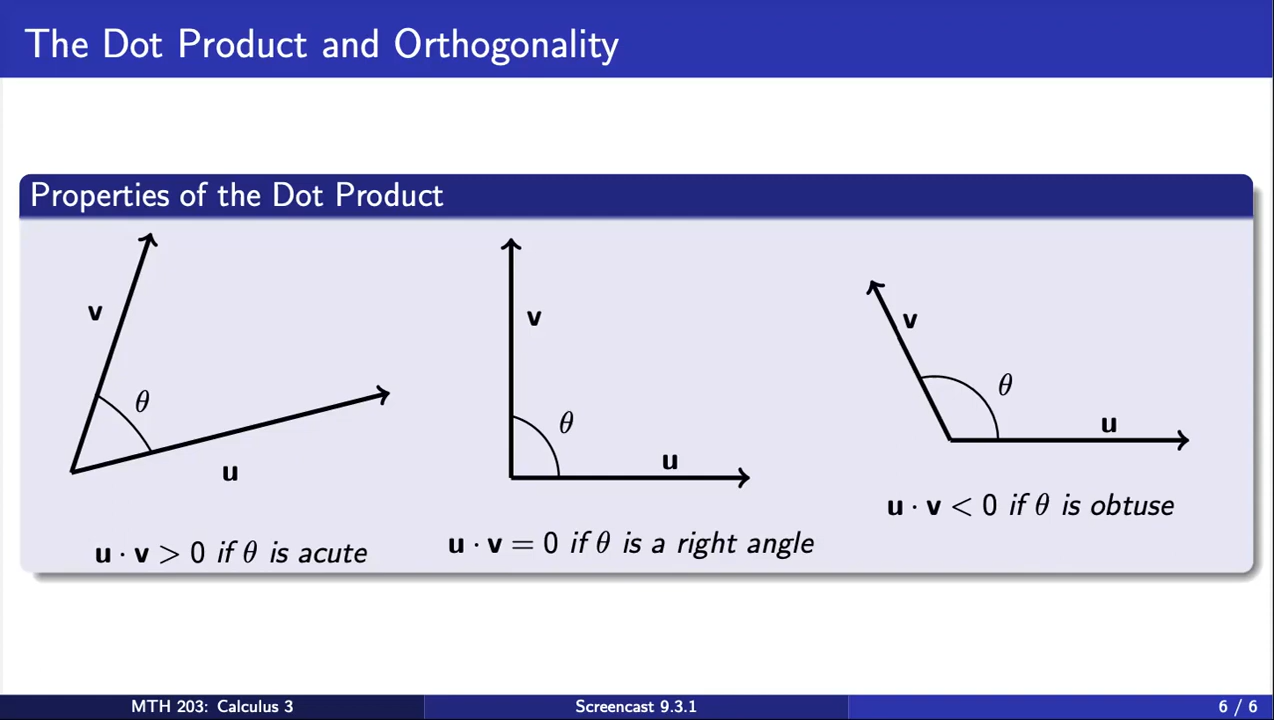 The Dot Product and Orthogonality
Properties of the Dot Product
v
θ
u
u · v > 0 if θ is acute
v
θ
u
u · v = 0 if θ is a right angle
v
θ
u
u · v < 0 if θ is obtuse
MTH 203: Calculus 3
Screencast 9.3.1
6 / 6